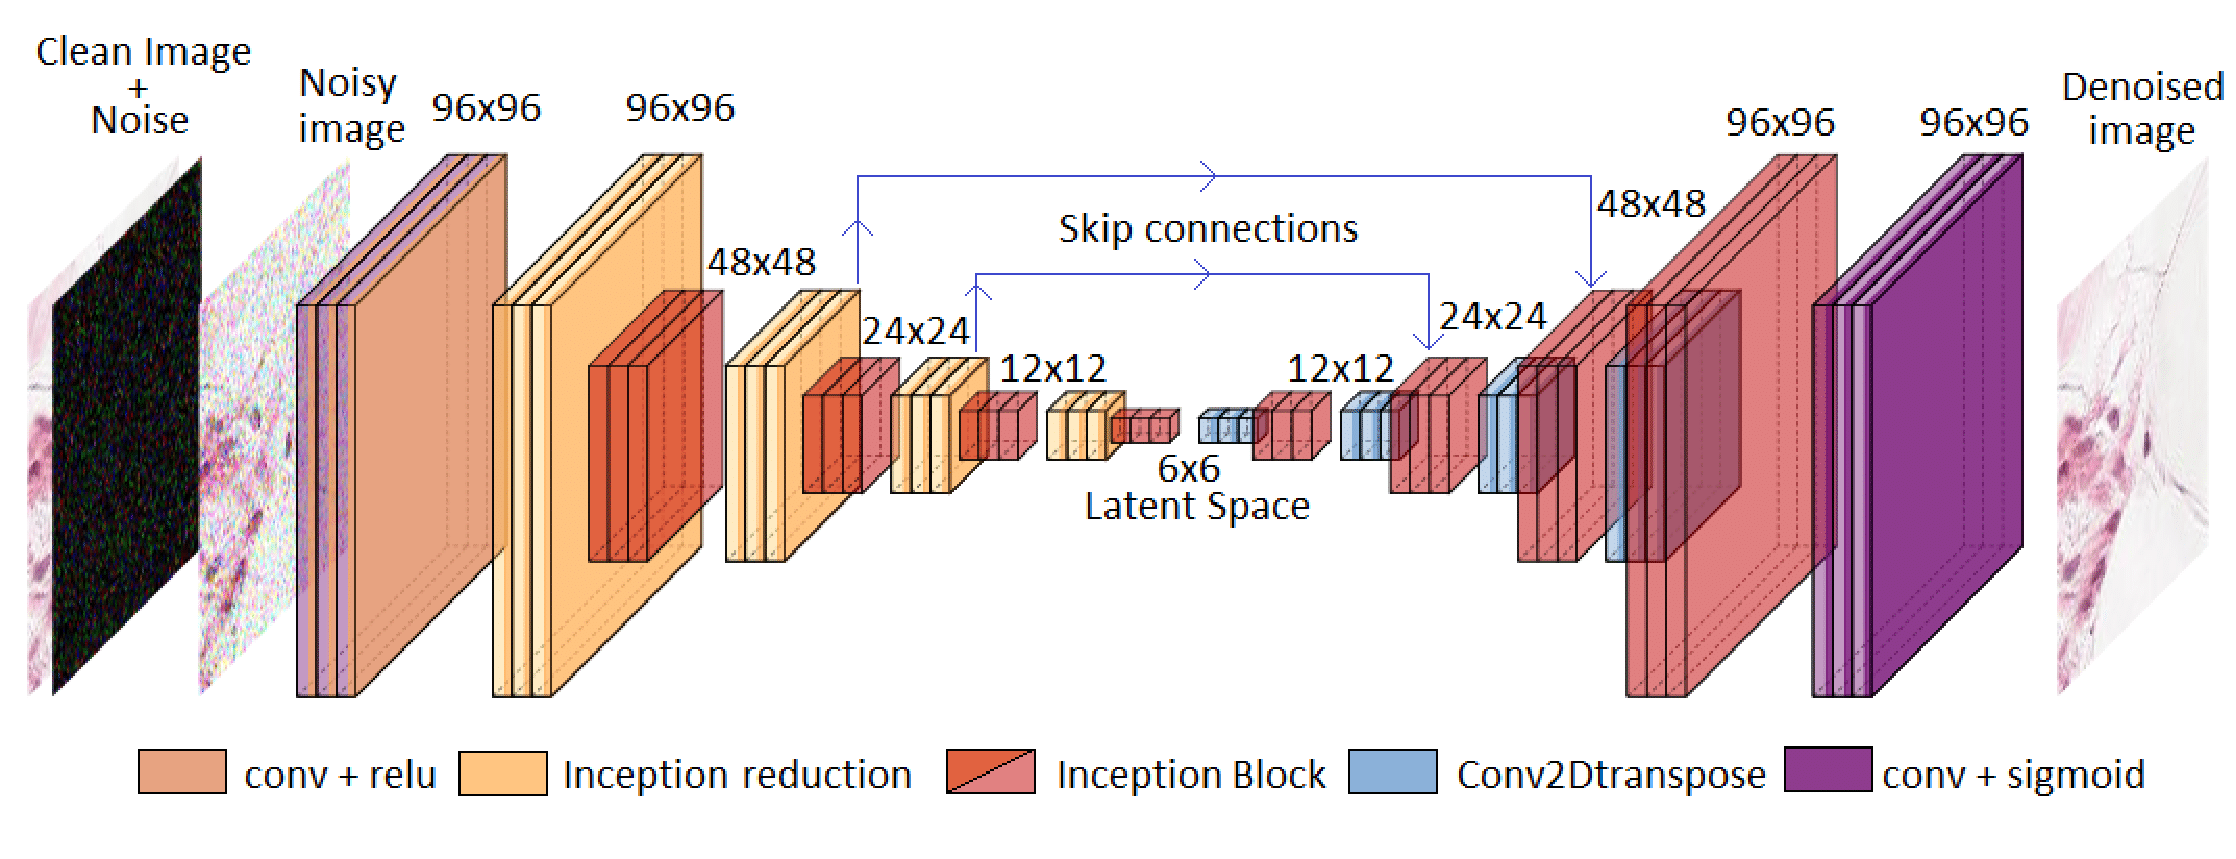 Clean Image
+
Noise
Noisy
image
96x96
96x96
48x48
24x24
12x12
Skip connections
6x6
Latent Space
12x12
24x24
48x48
96x96
96x96
Denoised
image
conv + relu
Inception reduction
Inception Block
Conv2Dtranspose
conv + sigmoid